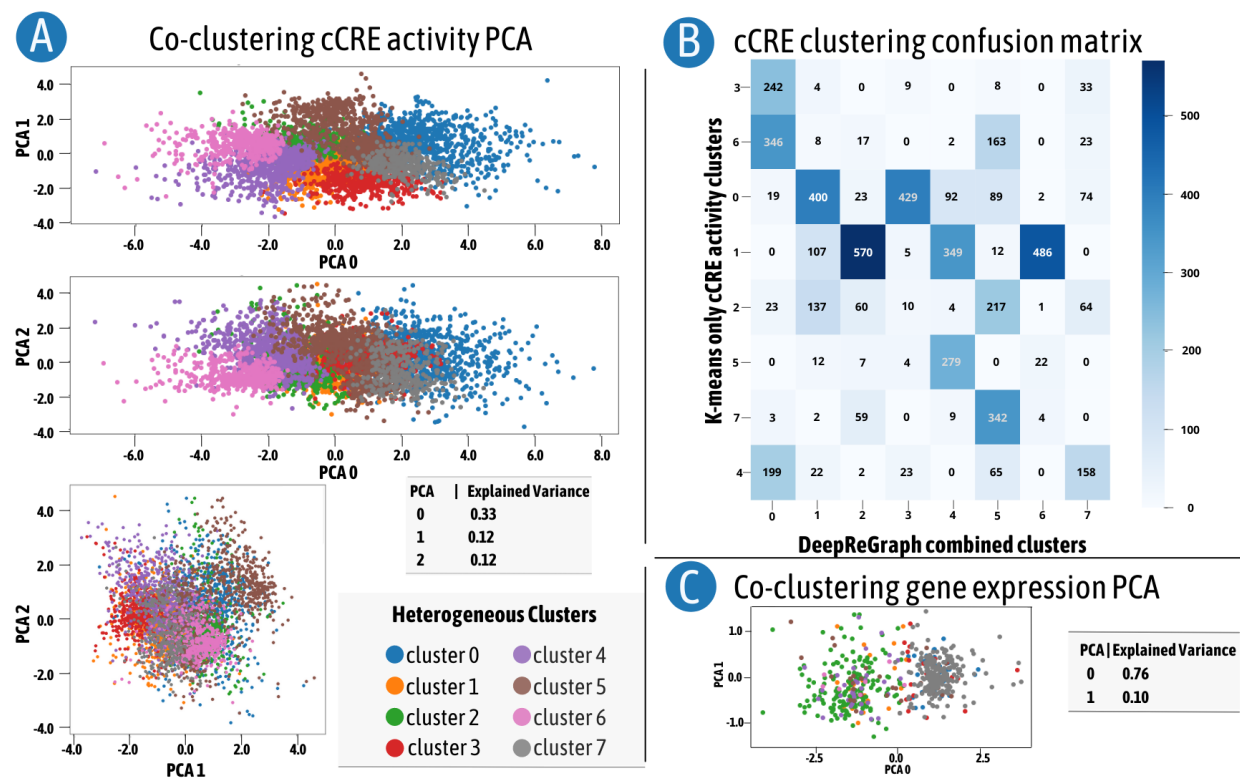 A
Co-clustering cCRE activity PCA
PCA 1
4.0
2.0
0.0
-2.0
-4.0
-6.0 -4.0 -2.0 0.0 2.0 4.0 6.0 8.0
PCA 0
PCA 2
4.0
2.0
0.0
-2.0
-4.0
-6.0 -4.0 -2.0 0.0 2.0 4.0 6.0 8.0
PCA 0
PCA 2
4.0
2.0
0.0
-2.0
-4.0
-4.0 -2.0 0.0 2.0 4.0
PCA 1
PCA | Explained Variance
0 0.33
1 0.12
2 0.12
Heterogeneous Clusters
cluster 0 cluster 4
cluster 1 cluster 5
cluster 2 cluster 6
cluster 3 cluster 7
B
cCRE clustering confusion matrix
K-means only cCRE activity clusters
3 242 4 0 9 0 8 0 33
6 346 8 17 0 2 163 0 23
0 19 400 23 429 92 89 2 74
1 0 107 570 5 349 12 486 0
2 23 137 60 10 4 217 1 64
5 0 12 7 4 279 0 22 0
7 3 2 59 0 9 342 4 0
4 199 22 2 23 0 65 0 158
0 1 2 3 4 5 6 7
DeepReGraph combined clusters
500
400
300
200
100
0
C
Co-clustering gene expression PCA
PCA 1
1.0
0.0
-1.0
-2.5 0.0 2.5
PCA 0
PCA | Explained Variance
0 0.76
1 0.10